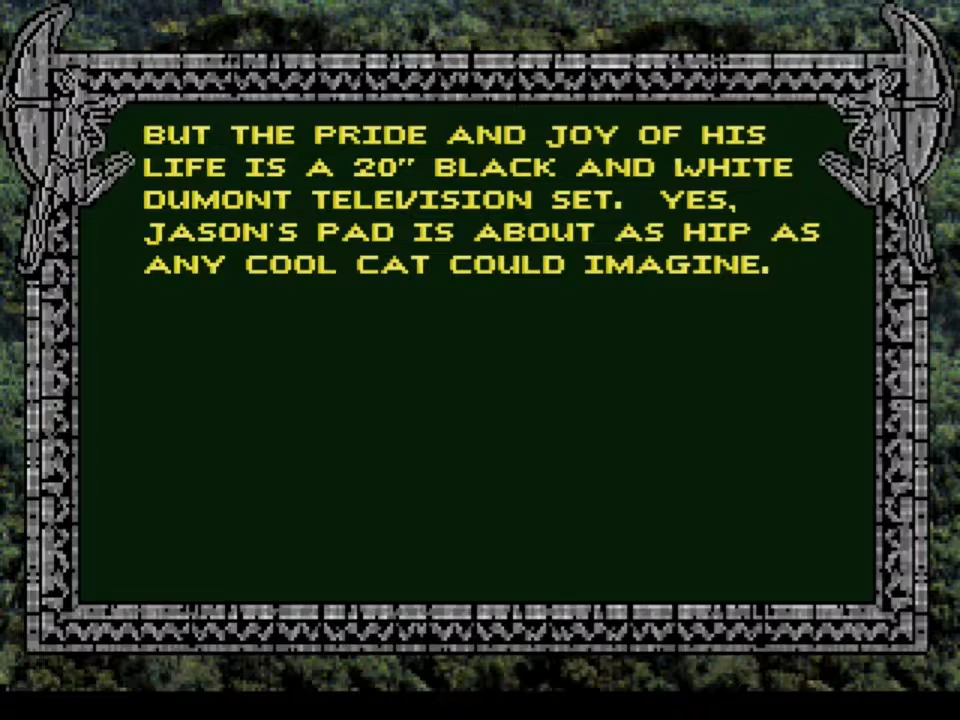 BUT THE PRIDE AND JOY OF HIS
LIFE IS A 20" BLACK AND WHITE
DUMONT TELEVISION SET.  YES,
JASON'S PAD IS ABOUT AS HIP AS
ANY COOL CAT COULD IMAGINE.